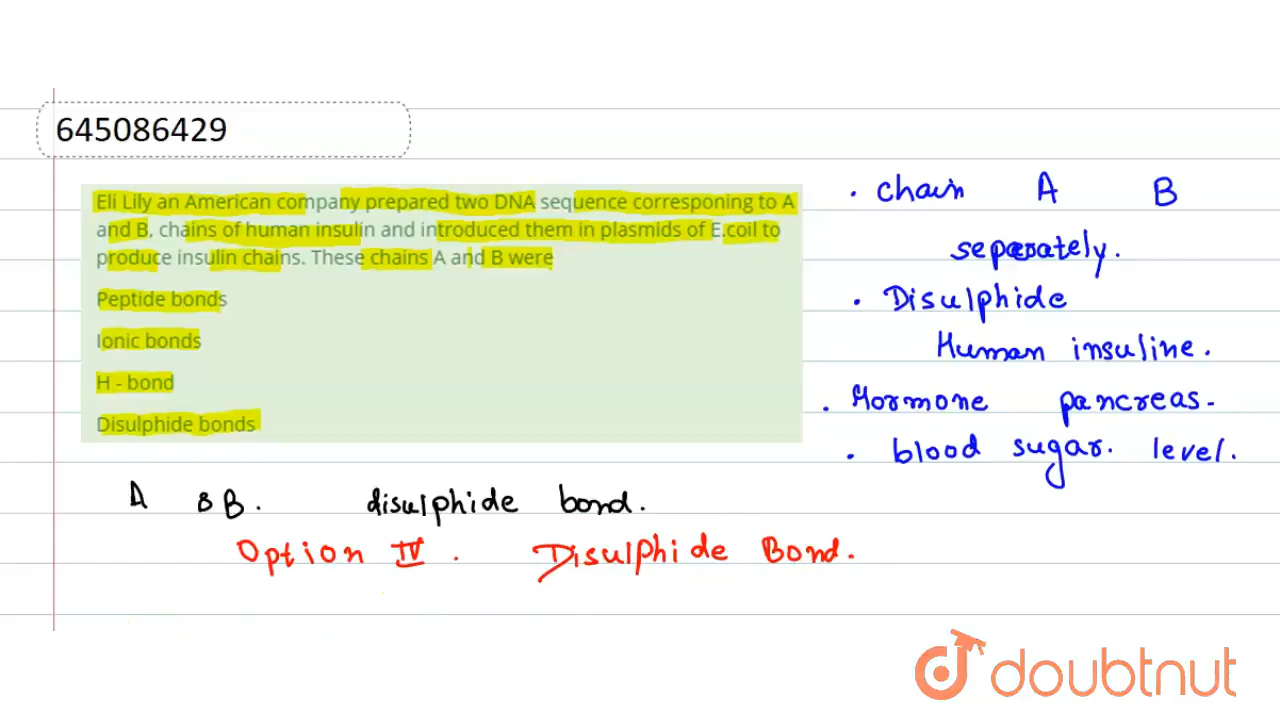 645086429
Eli Lily an American company prepared two DNA sequence corresponing to A
and B, chains of human insulin and introduced them in plasmids of E.coil to
produce insulin chains. These chains A and B were
Peptide bonds
Ionic bonds
H - bond
Disulphide bonds
. Chain A B
seperately.
. Disulphide
Human insuline.
. Hormone pancreas.
. blood sugar. level.
A & B. disulphide bond.
Option IV. Disulphide Bond.
doubtnut